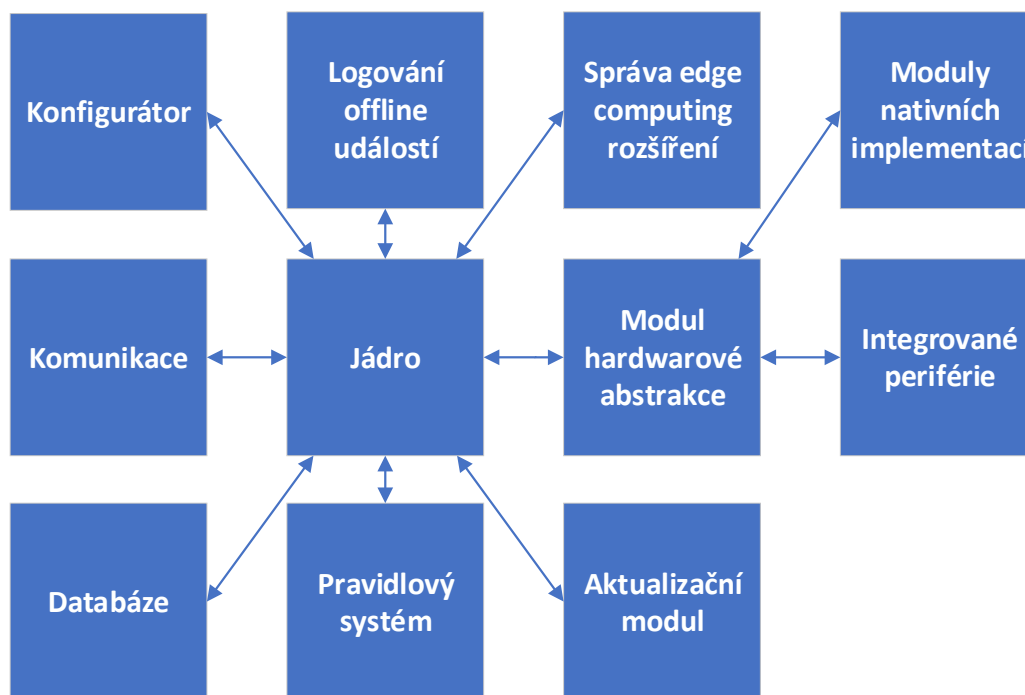 Konfigurátor
Logování
offline
událostí
Správa edge
computing
rozšíření
Moduly
nativních
implementací
Komunikace
Jádro
Modul
hardwarové
abstrakce
Integrované
periférie
Databáze
Pravidlový
systém
Aktualizační
modul